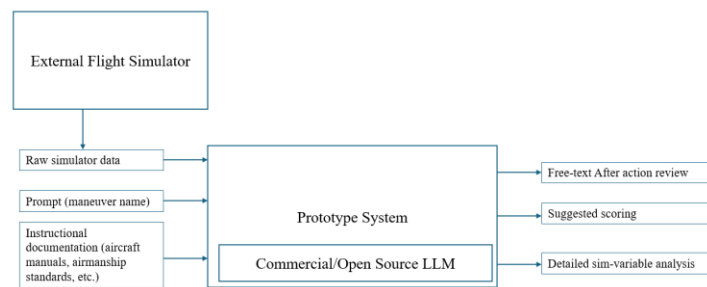 External Flight Simulator
Raw simulator data
Prompt (maneuver name)
Instructional
documentation (aircraft
manuals, airmanship
standards, etc.)
Prototype System
Commercial/Open Source LLM
Free-text After action review
Suggested scoring
Detailed sim-variable analysis